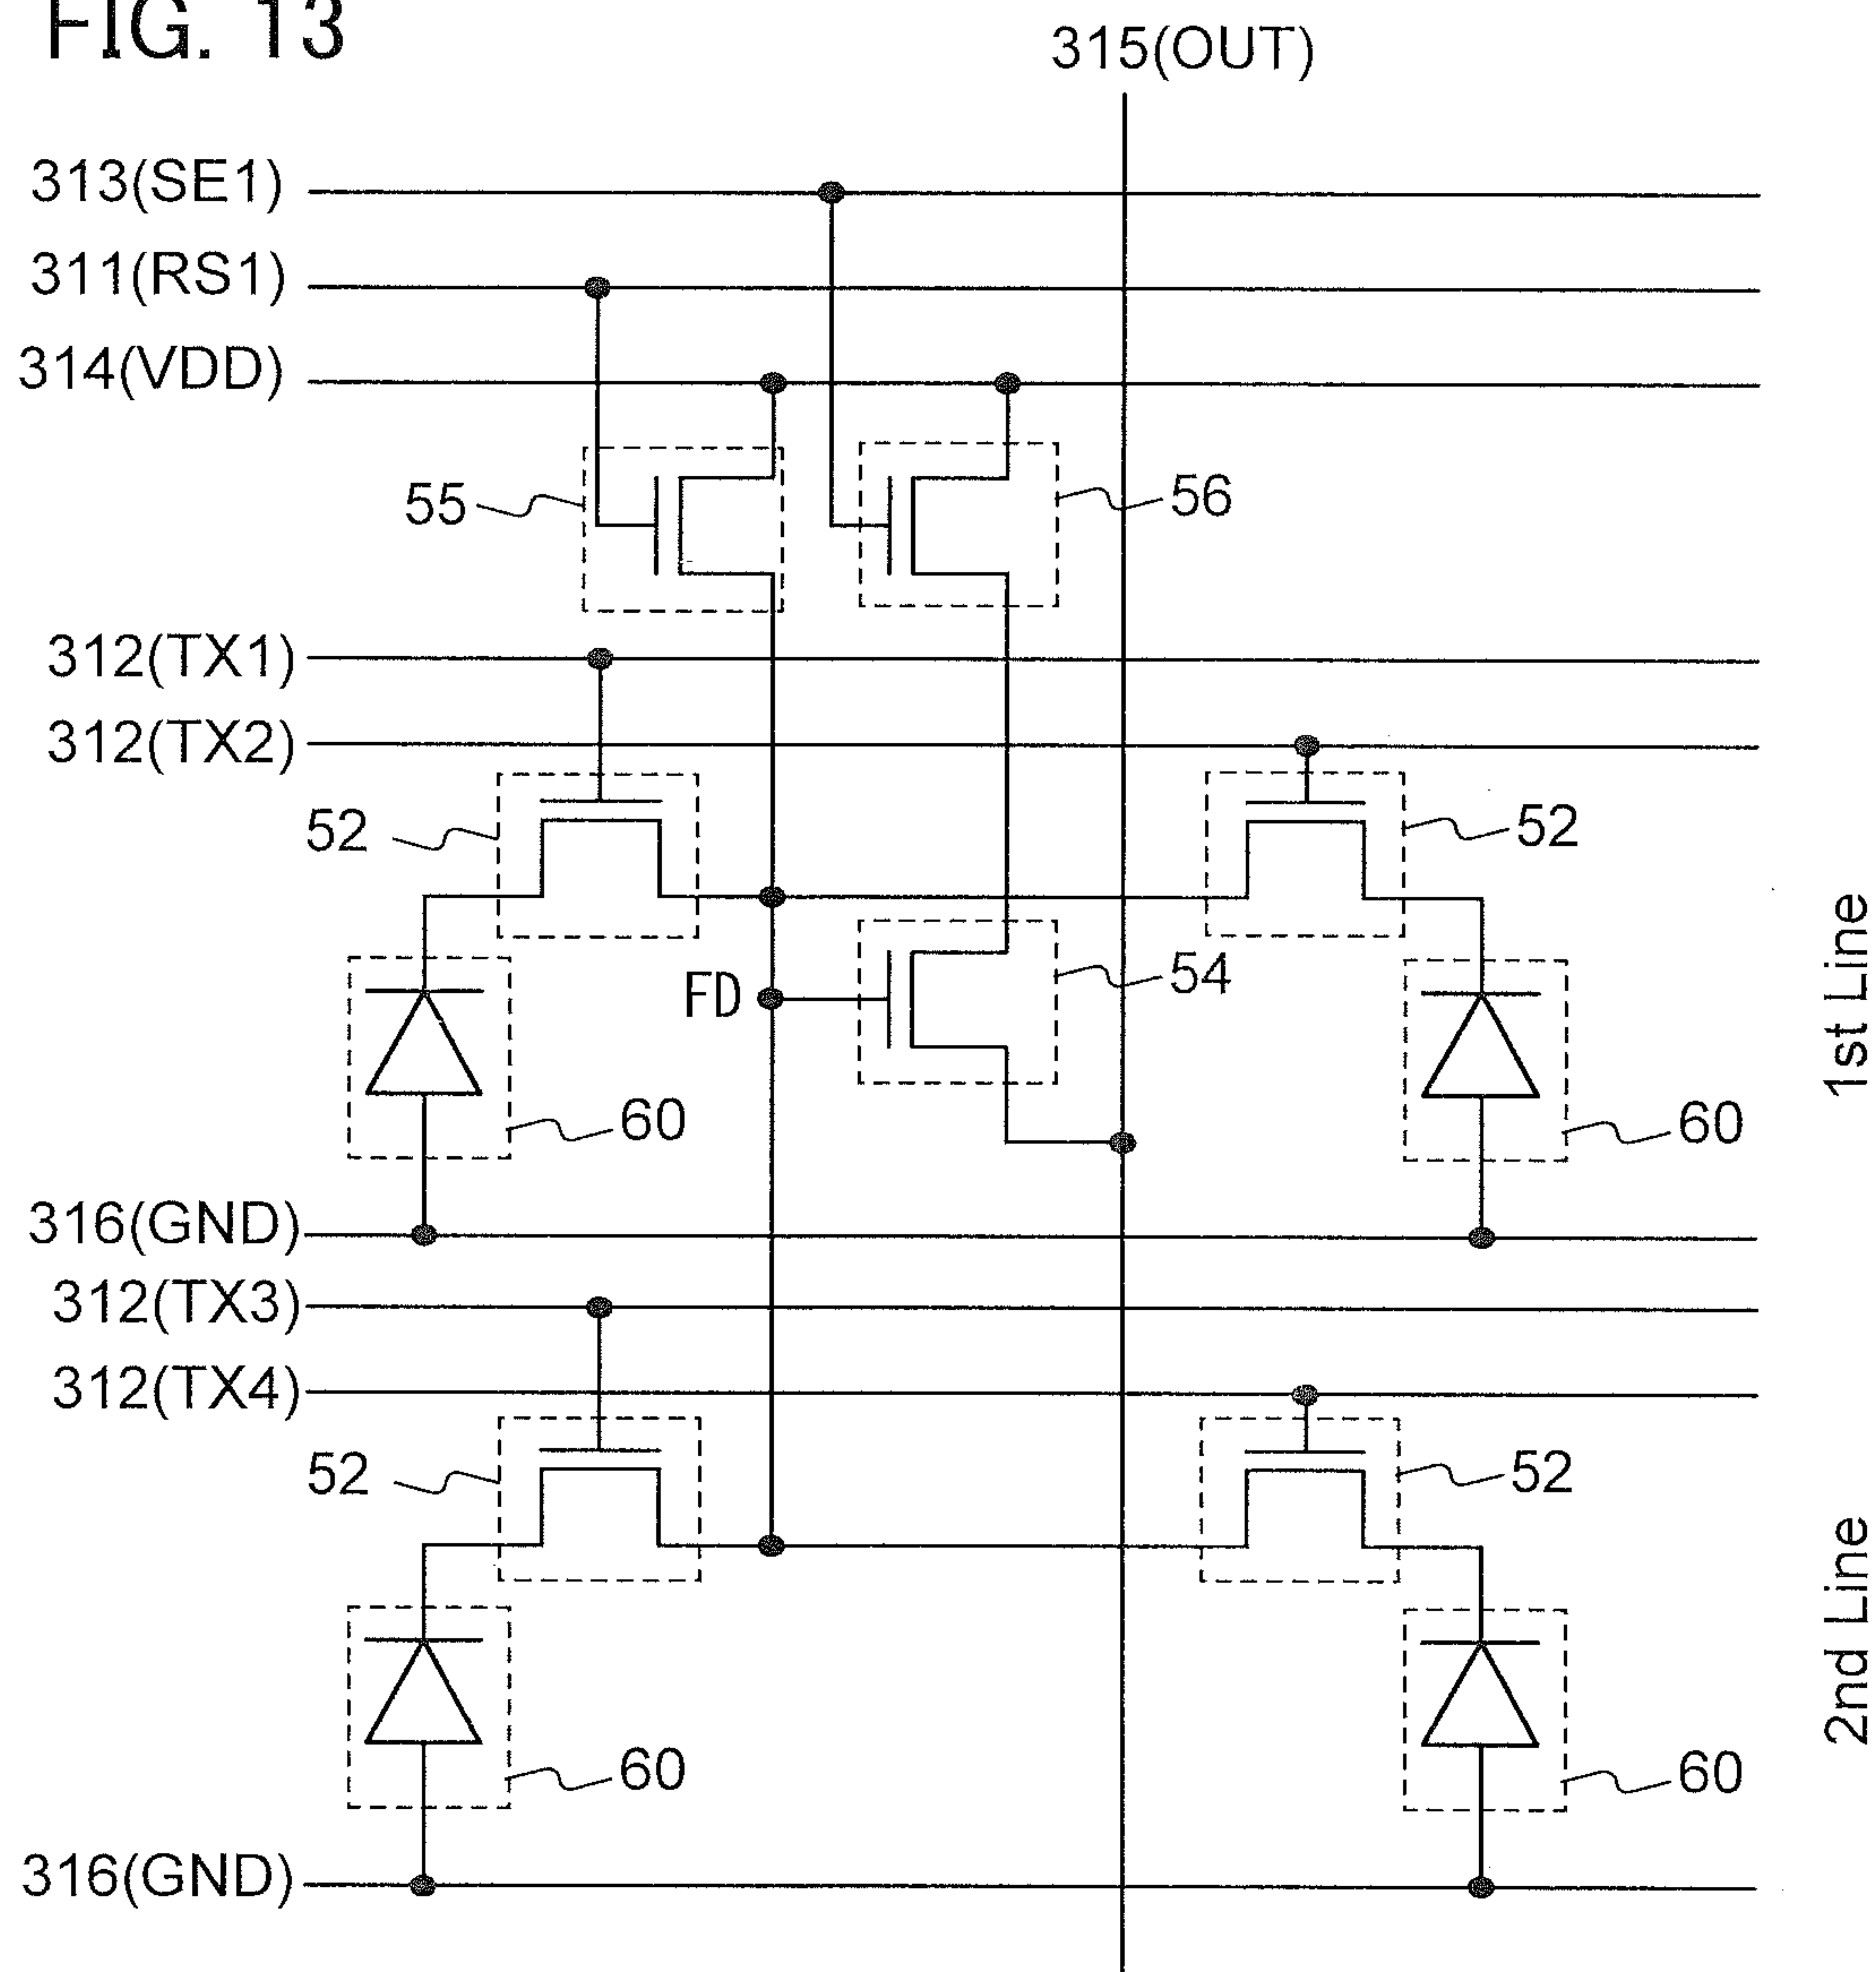 FIG. 13
315(OUT)
313(SE1)
311(RS1)
314(VDD)
55
56
312(TX1)
312(TX2)
52
52
1st Line
FD
54
60
60
316(GND)
312(TX3)
312(TX4)
52
52
2nd Line
60
60
316(GND)